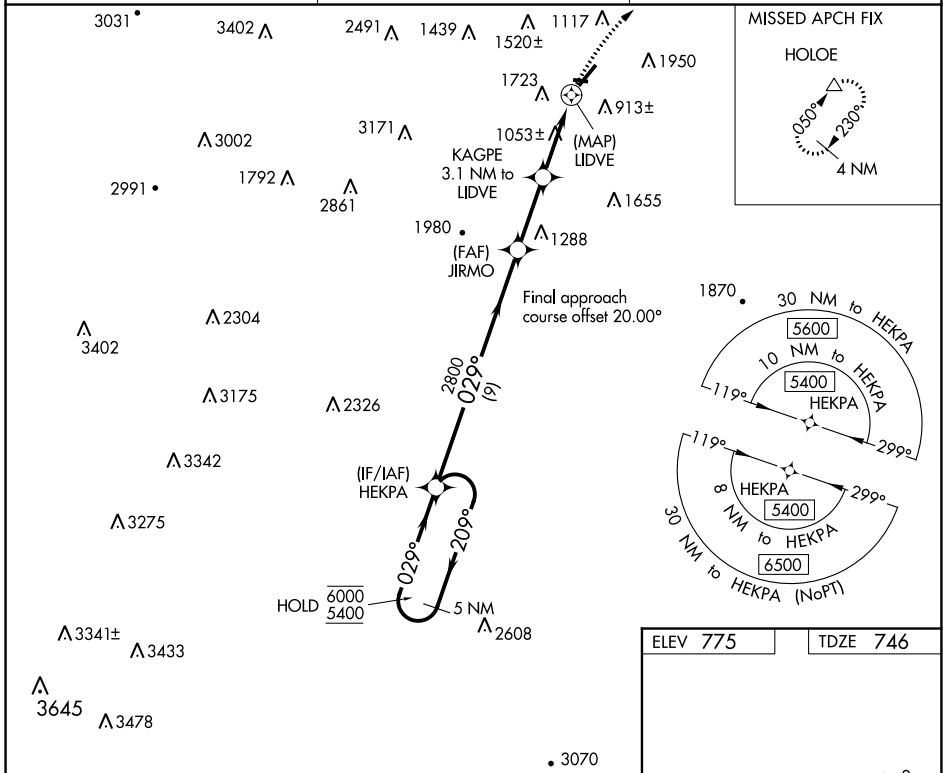 3031
3402
2491
1439
1520±
1117
1950
1723
913±
3002
3171
1053±
(MAP)
LIDVE
KAGPE
3.1 NM to
LIDVE
2991
1792
2861
1655
1980
1288
(FAF)
JIRMO
Final approach
course offset 20.00°
2304
3402
2800
029°
(9)
3175
2326
3342
(IF/IAF)
HEKPA
3275
029°
209°
HOLD
6000
5400
5 NM
2608
3341±
3433
3645
3478
3070
MISSED APCH FIX
HOLOE
050°
230°
4 NM
1870
30 NM to HEKPA
5600
10 NM to HEKPA
5400
HEKPA
119°
299°
119°
299°
HEKPA
5400
8 NM to HEKPA
6500
30 NM to HEKPA (NoPT)
ELEV 775
TDZE 746